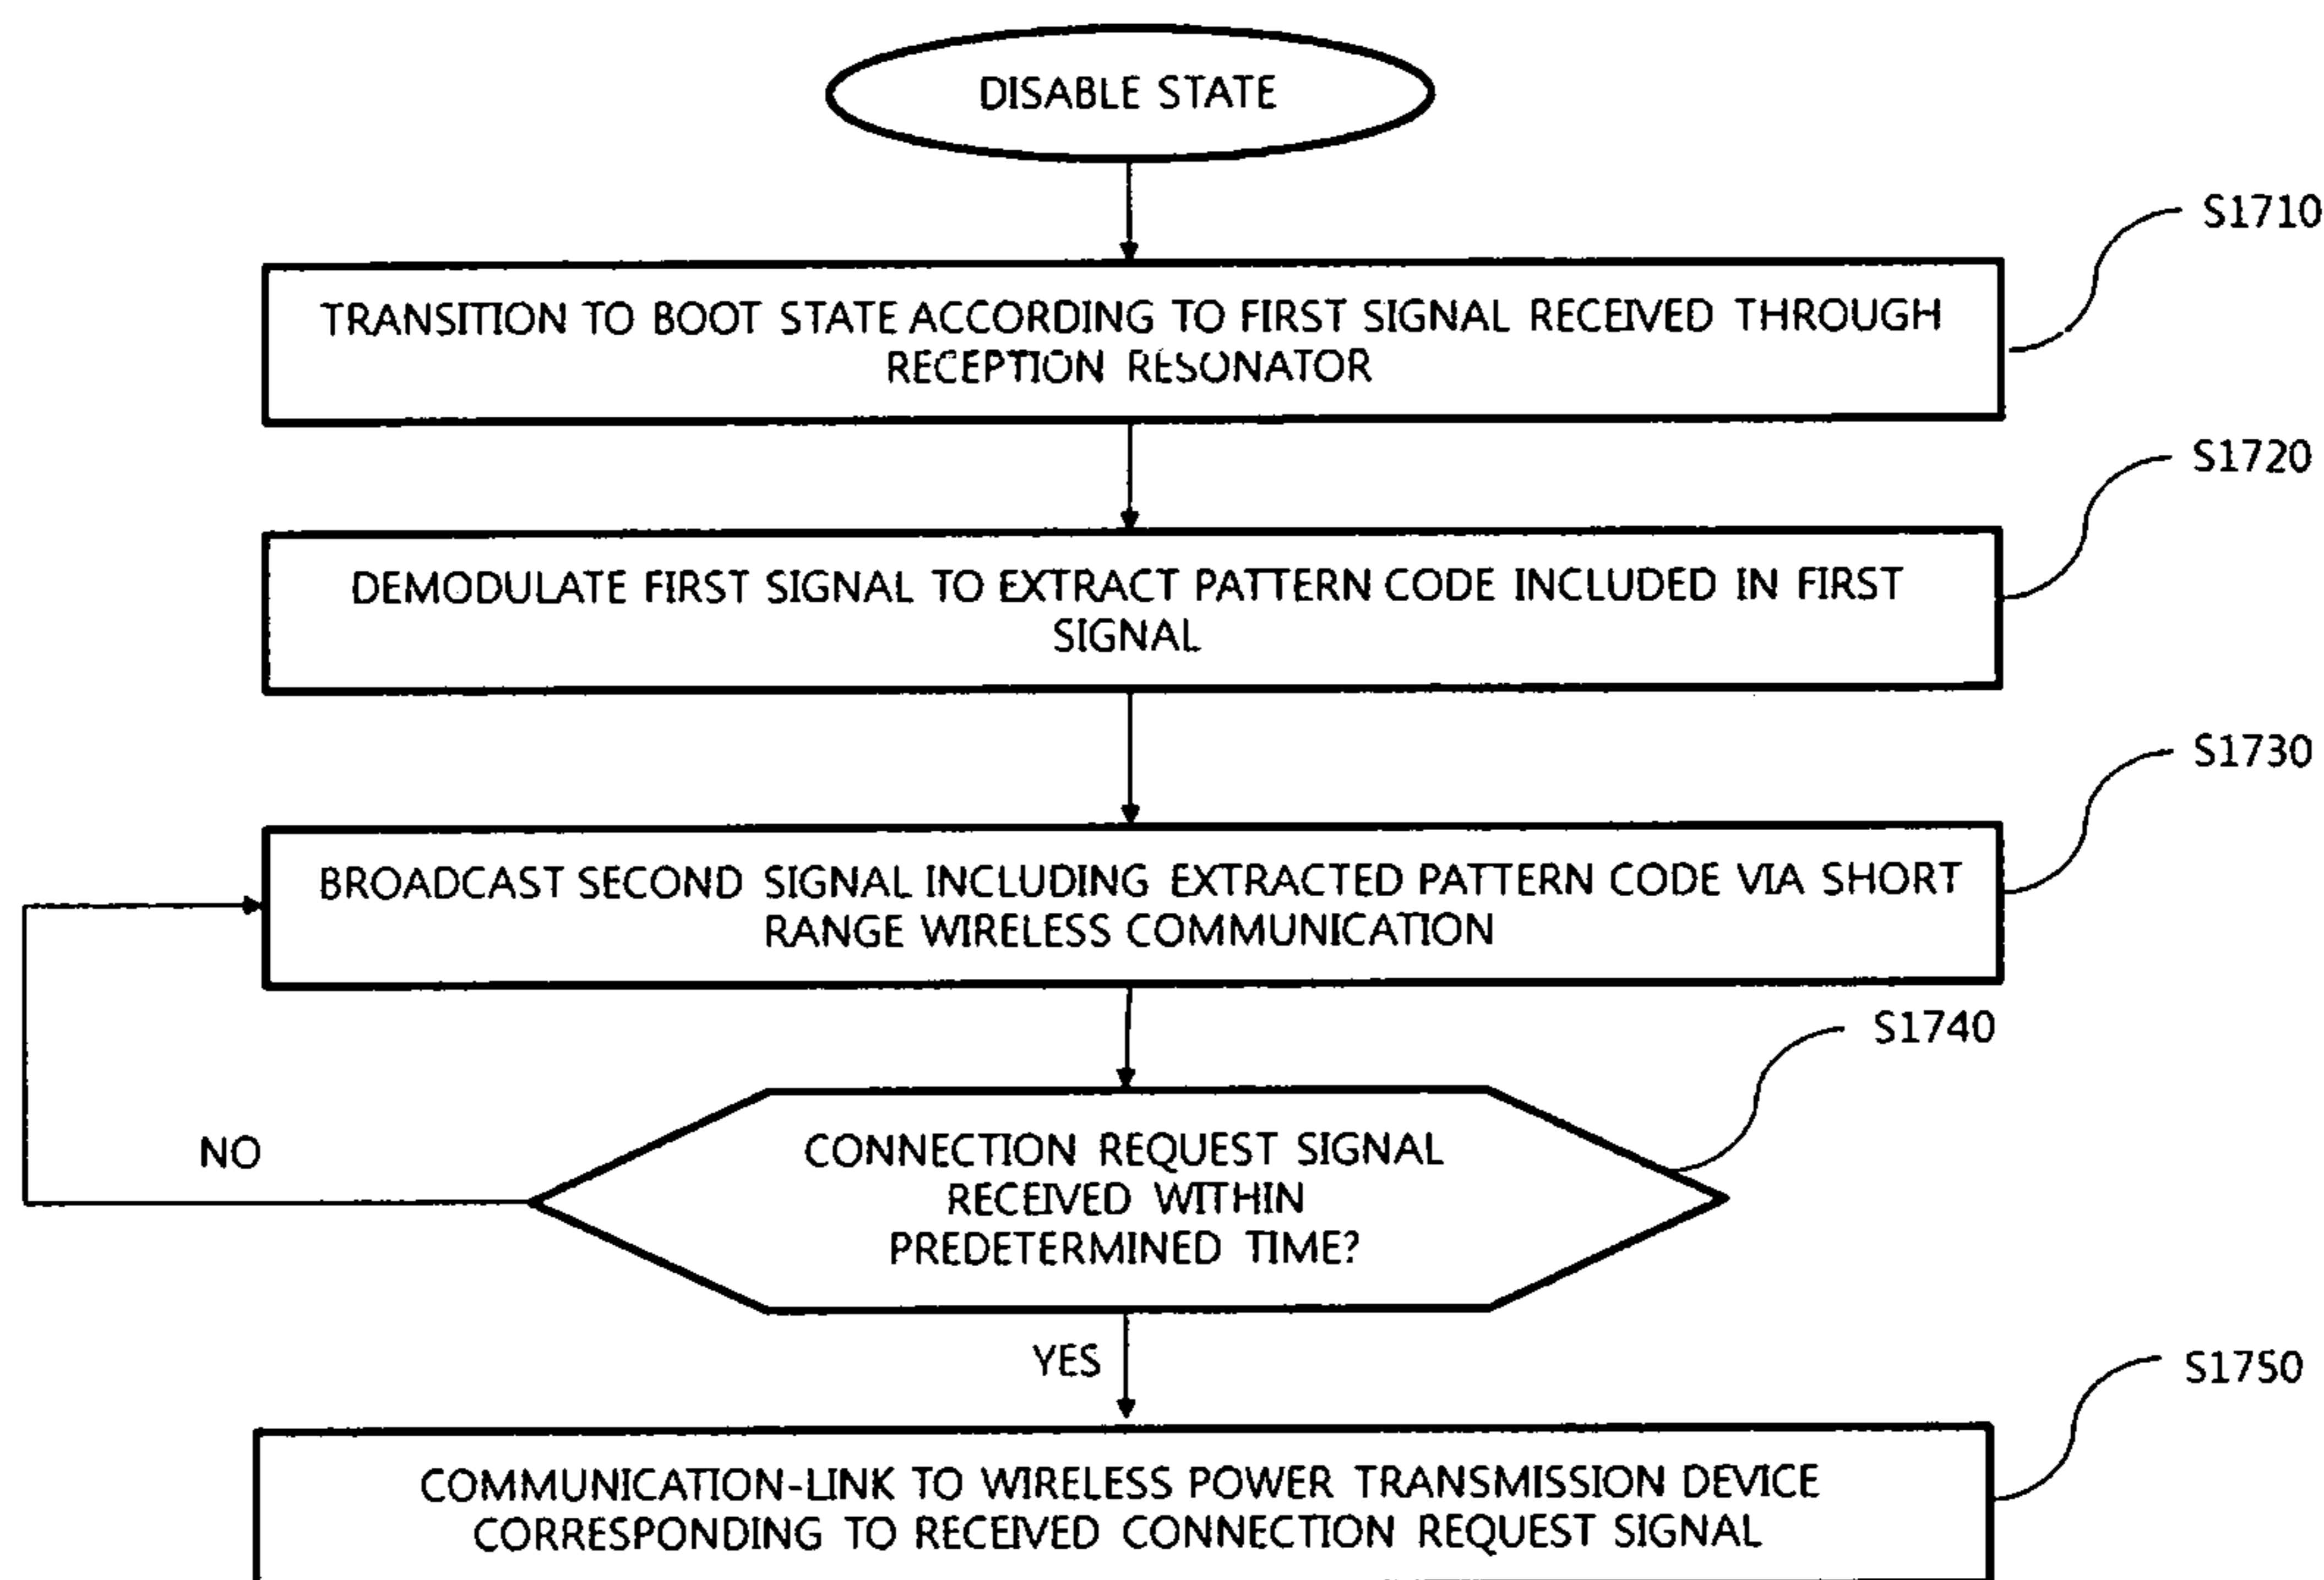 DISABLE STATE
S1710
TRANSITION TO BOOT STATE ACCORDING TO FIRST SIGNAL RECEIVED THROUGH
RECEPTION RESONATOR
S1720
DEMODULATE FIRST SIGNAL TO EXTRACT PATTERN CODE INCLUDED IN FIRST
SIGNAL
S1730
BROADCAST SECOND SIGNAL INCLUDING EXTRACTED PATTERN CODE VIA SHORT
RANGE WIRELESS COMMUNICATION
S1740
NO
CONNECTION REQUEST SIGNAL
RECEIVED WITHIN
PREDETERMINED TIME?
YES
S1750
COMMUNICATION-LINK TO WIRELESS POWER TRANSMISSION DEVICE
CORRESPONDING TO RECEIVED CONNECTION REQUEST SIGNAL